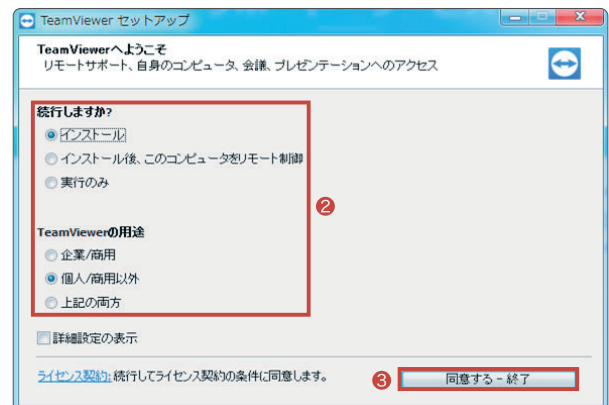 TeamViewer セットアップ
TeamViewerへようこそ
リモートサポート、自身のコンピュータ、会議、プレゼンテーションへのアクセス
続行しますか?
インストール
インストール後、このコンピュータをリモート制御
実行のみ
2
TeamViewerの用途
企業/商用
個人/商用以外
上記の両方
詳細設定の表示
ライセンス契約: 続行してライセンス契約の条件に同意します。
3 同意する - 終了